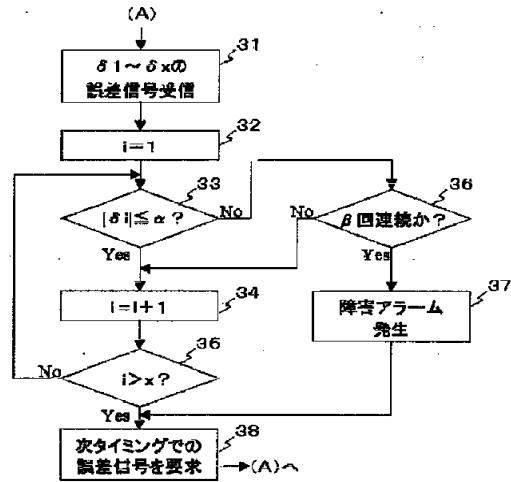 (A)
31
δ1～δxの
誤差信号受信
32
i=1
33
|δi|≦α?
No
Yes
36
β回連続か?
No
Yes
34
i=i+1
37
障害アラーム
発生
36
i>x?
No
Yes
38
次タイミングでの
誤差信号を要求
→(A)へ